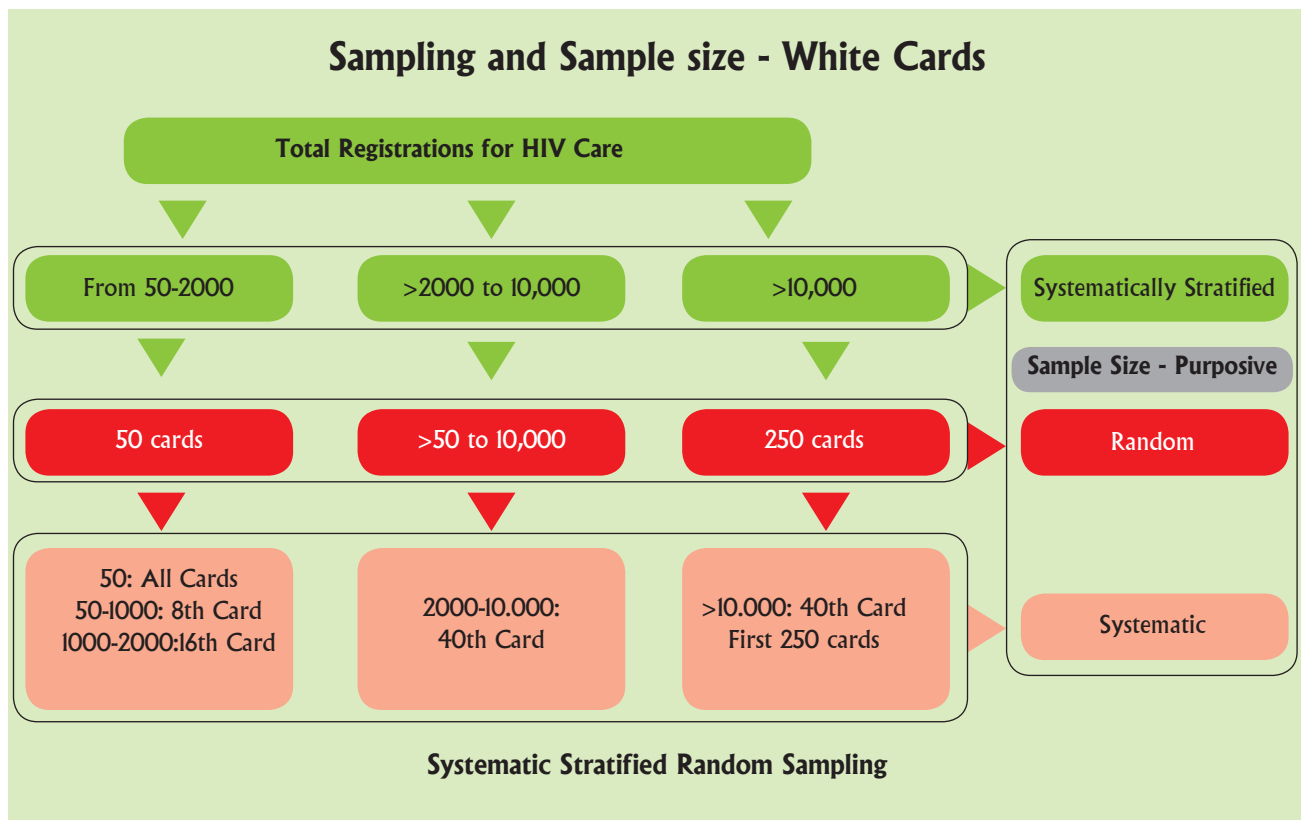 Sampling and Sample size - White Cards
Total Registrations for HIV Care
From 50-2000
>2000 to 10,000
>10,000
Systematically Stratified
Sample Size - Purposive
50 cards
>50 to 10,000
250 cards
Random
50: All Cards
50-1000: 8th Card
1000-2000:16th Card
2000-10.000:
40th Card
>10.000: 40th Card
First 250 cards
Systematic
Systematic Stratified Random Sampling